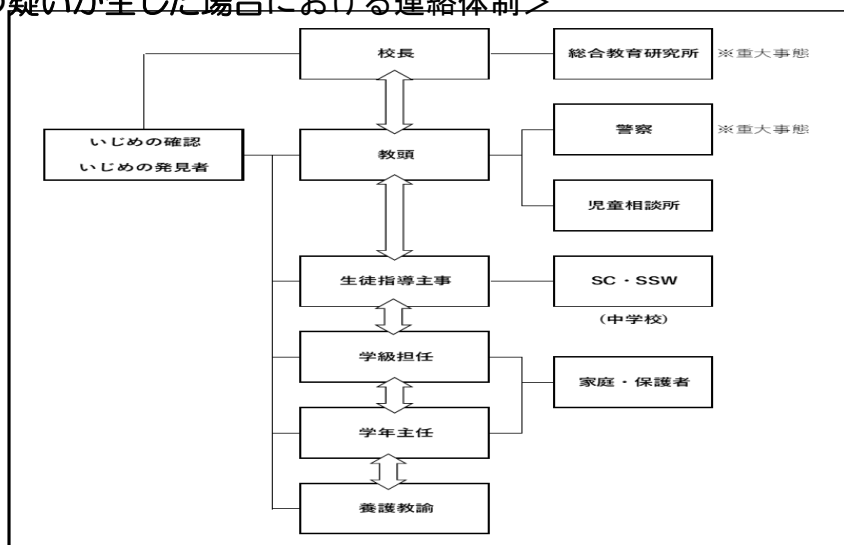 の疑いが生じた場合における連絡体制＞
校長
総合教育研究所 ※重大事態
いじめの確認
いじめの発見者
教頭
警察 ※重大事態
児童相談所
生徒指導主事
SC・SSW
(中学校)
学級担任
家庭・保護者
学年主任
養護教諭